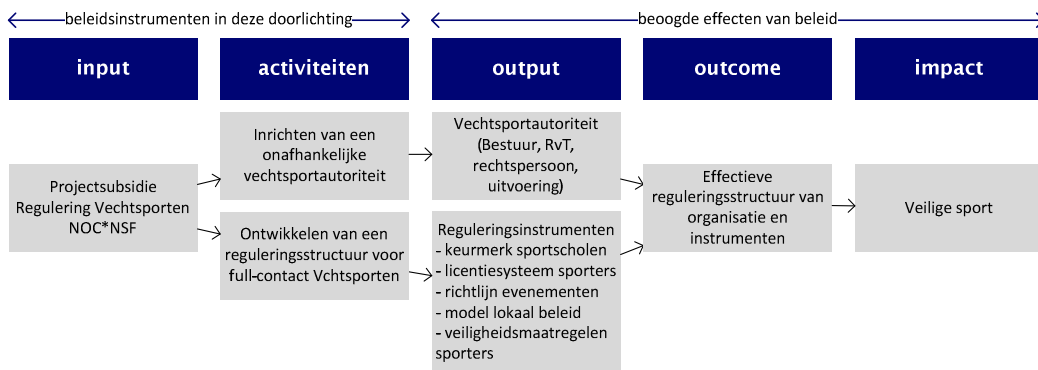 beleidsinstrumenten in deze doorlichting
beoogde effecten van beleid
input
activiteiten
output
outcome
impact
Projectsubsidie
Regulering Vechtsporten
NOC*NSF
Inrichten van een
onafhankelijke
vechtsportautoriteit
Ontwikkelen van een
reguleringsstructuur voor
full-contact Vchtsporten
Vechtsportautoriteit
(Bestuur, RvT,
rechtspersoon,
uitvoering)
Reguleringsinstrumenten
- keurmerk sportscholen
- licentiesysteem sporters
- richtlijn evenementen
- model lokaal beleid
- veiligheidsmaatregelen
sporters
Effectieve
reguleringsstructuur van
organisatie en
instrumenten
Veilige sport